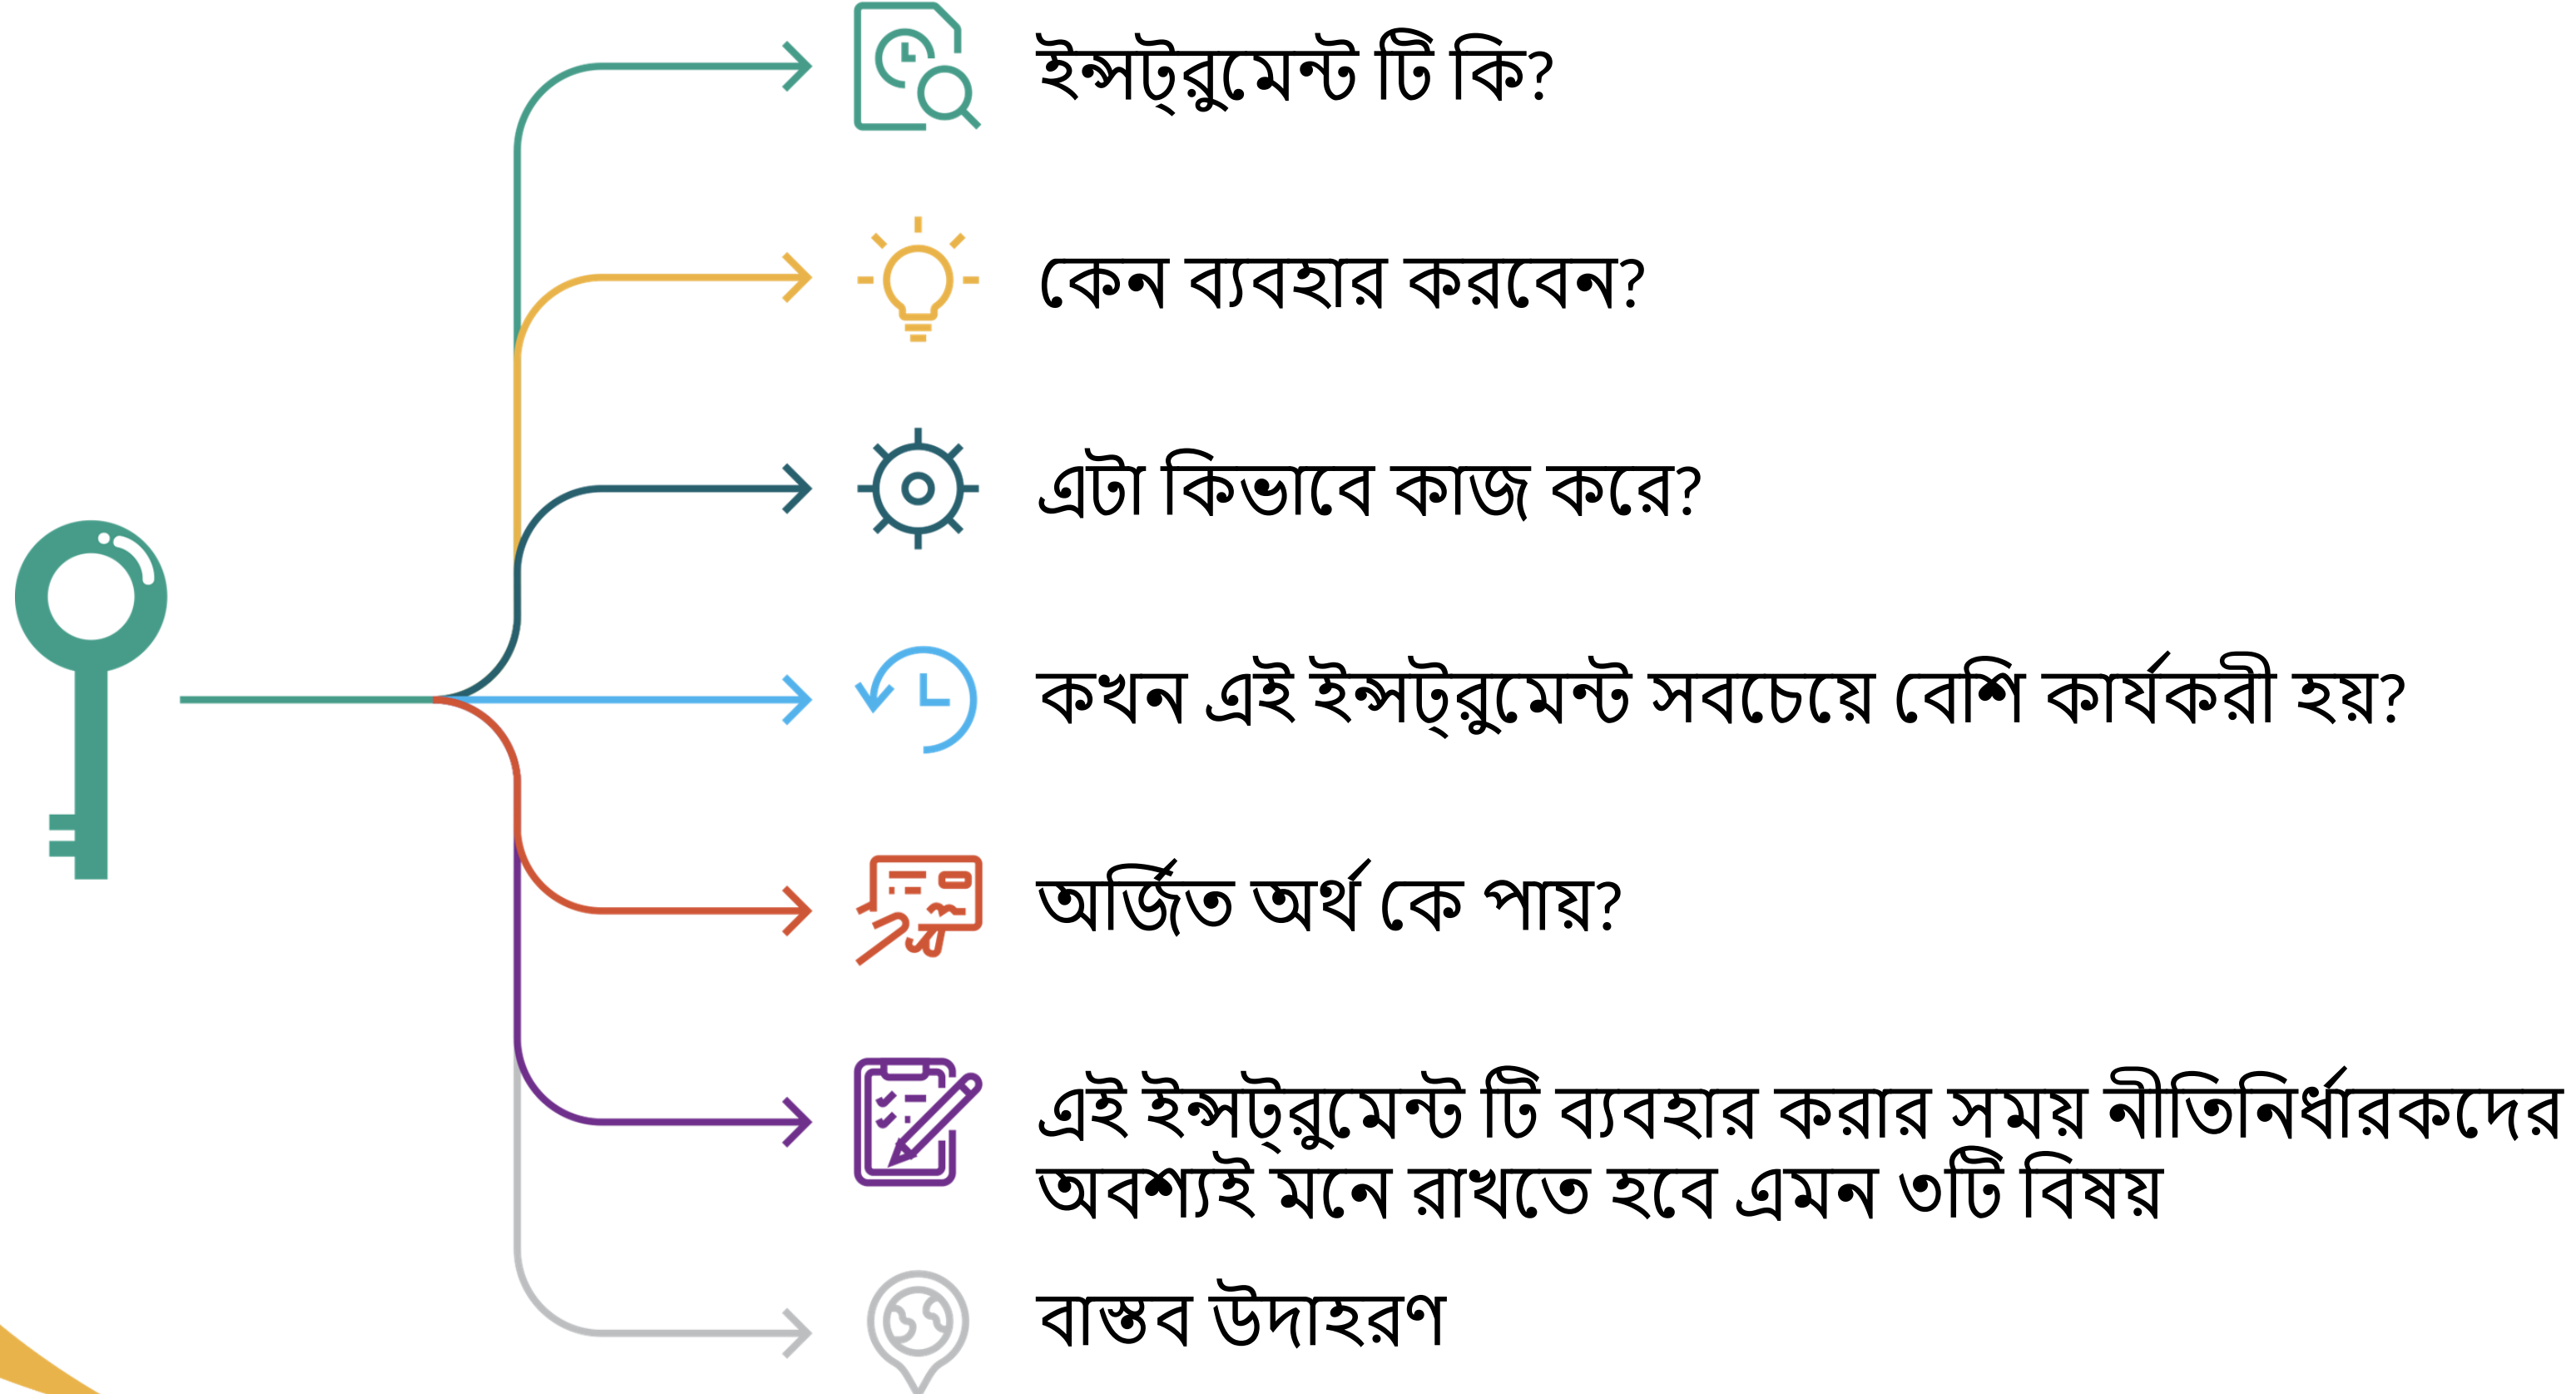 ইন্সট্রুমেন্ট টি কি?
কেন ব্যবহার করবেন?
এটা কিভাবে কাজ করে?
কখন এই ইন্সট্রুমেন্ট সবচেয়ে বেশি কার্যকরী হয়?
অর্জিত অর্থ কে পায়?
এই ইন্সট্রুমেন্ট টি ব্যবহার করার সময় নীতিনির্ধারকদের
অবশ্যই মনে রাখতে হবে এমন ৩টি বিষয়
বাস্তব উদাহরণ